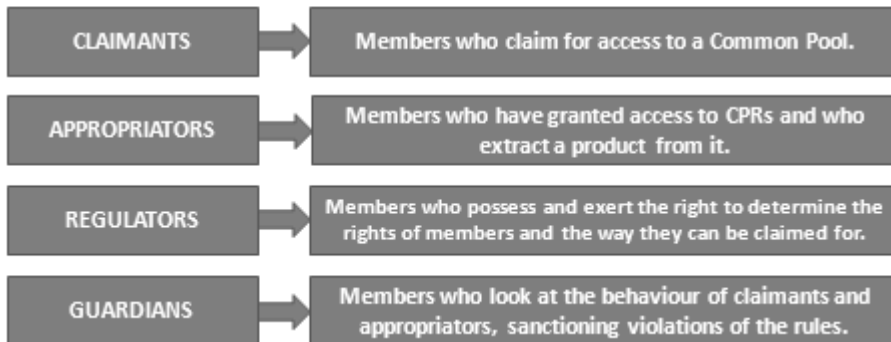 CLAIMANTS
Members who claim for access to a Common Pool.
APPROPRIATORS
Members who have granted access to CPRs and who
extract a product from it.
REGULATORS
Members who possess and exert the right to determine the
rights of members and the way they can be claimed for.
GUARDIANS
Members who look at the behaviour of claimants and
appropriators, sanctioning violations of the rules.